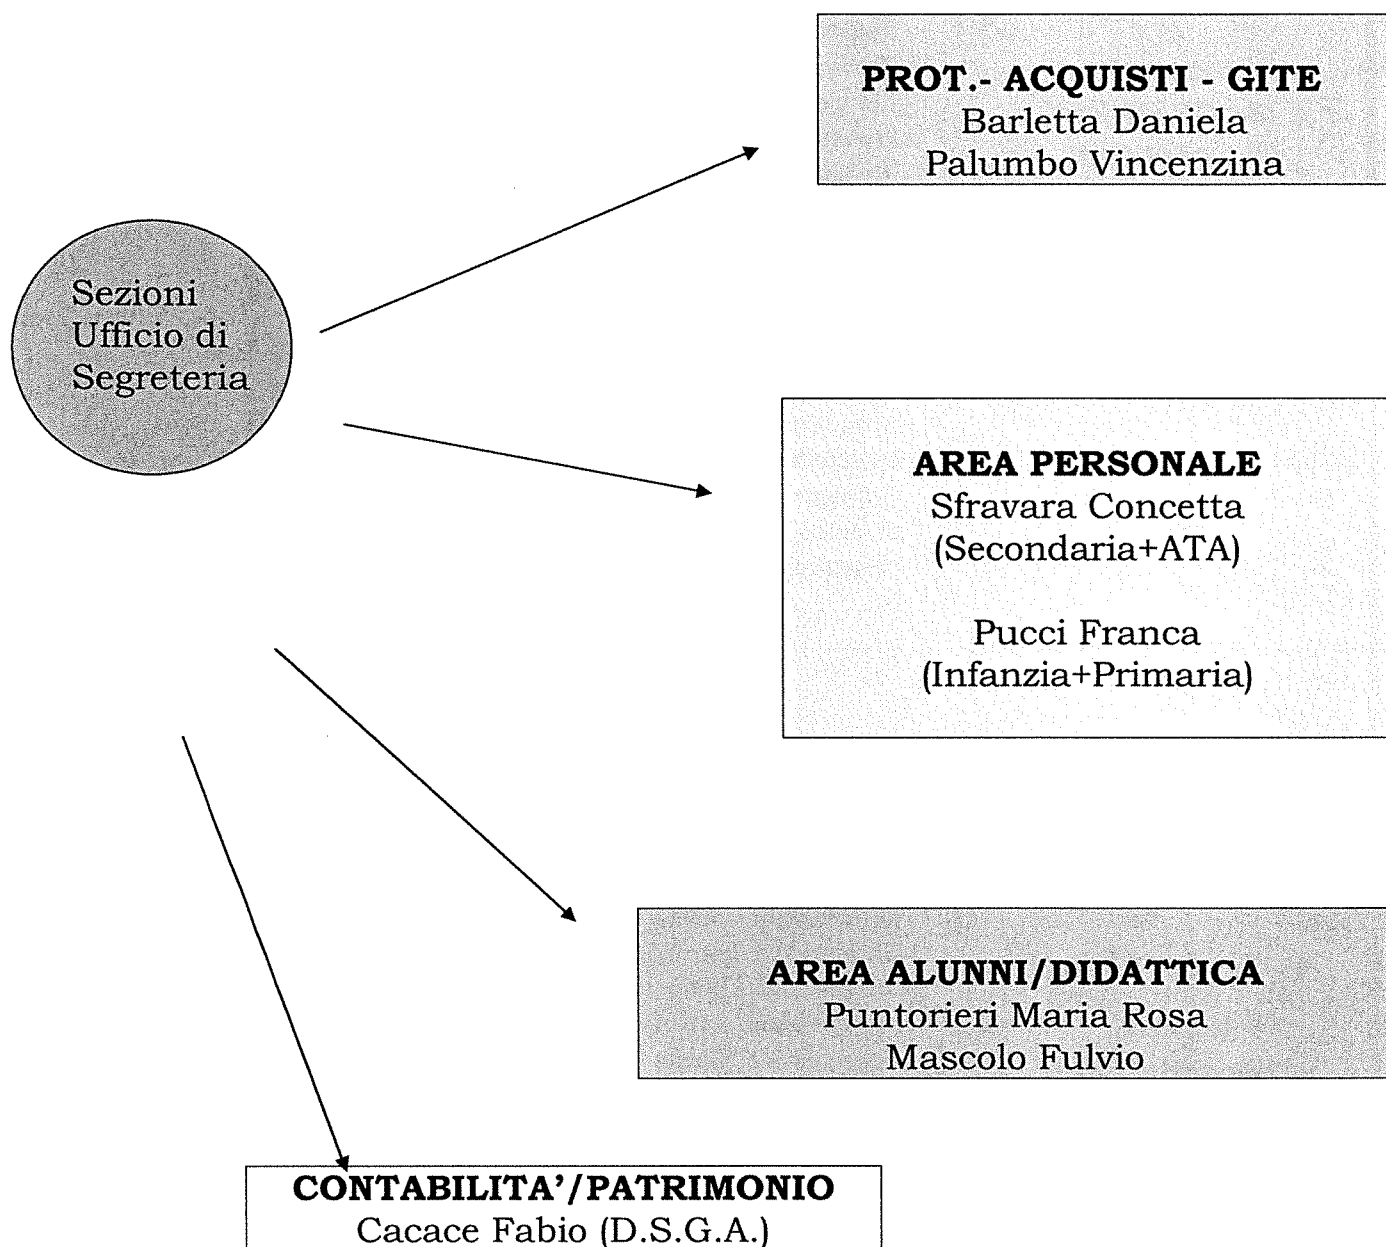 PROT.- ACQUISTI - GITE
Barletta Daniela
Palumbo Vincenzina
Sezioni
Ufficio di
Segreteria
AREA PERSONALE
Sfravara Concetta
(Secondaria+ATA)
Pucci Franca
(Infanzia+Primaria)
AREA ALUNNI/DIDATTICA
Puntorieri Maria Rosa
Mascolo Fulvio
CONTABILITA’/PATRIMONIO
Cacace Fabio (D.S.G.A.)